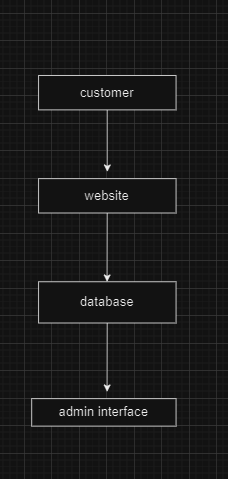 customer
website
database
admin interface